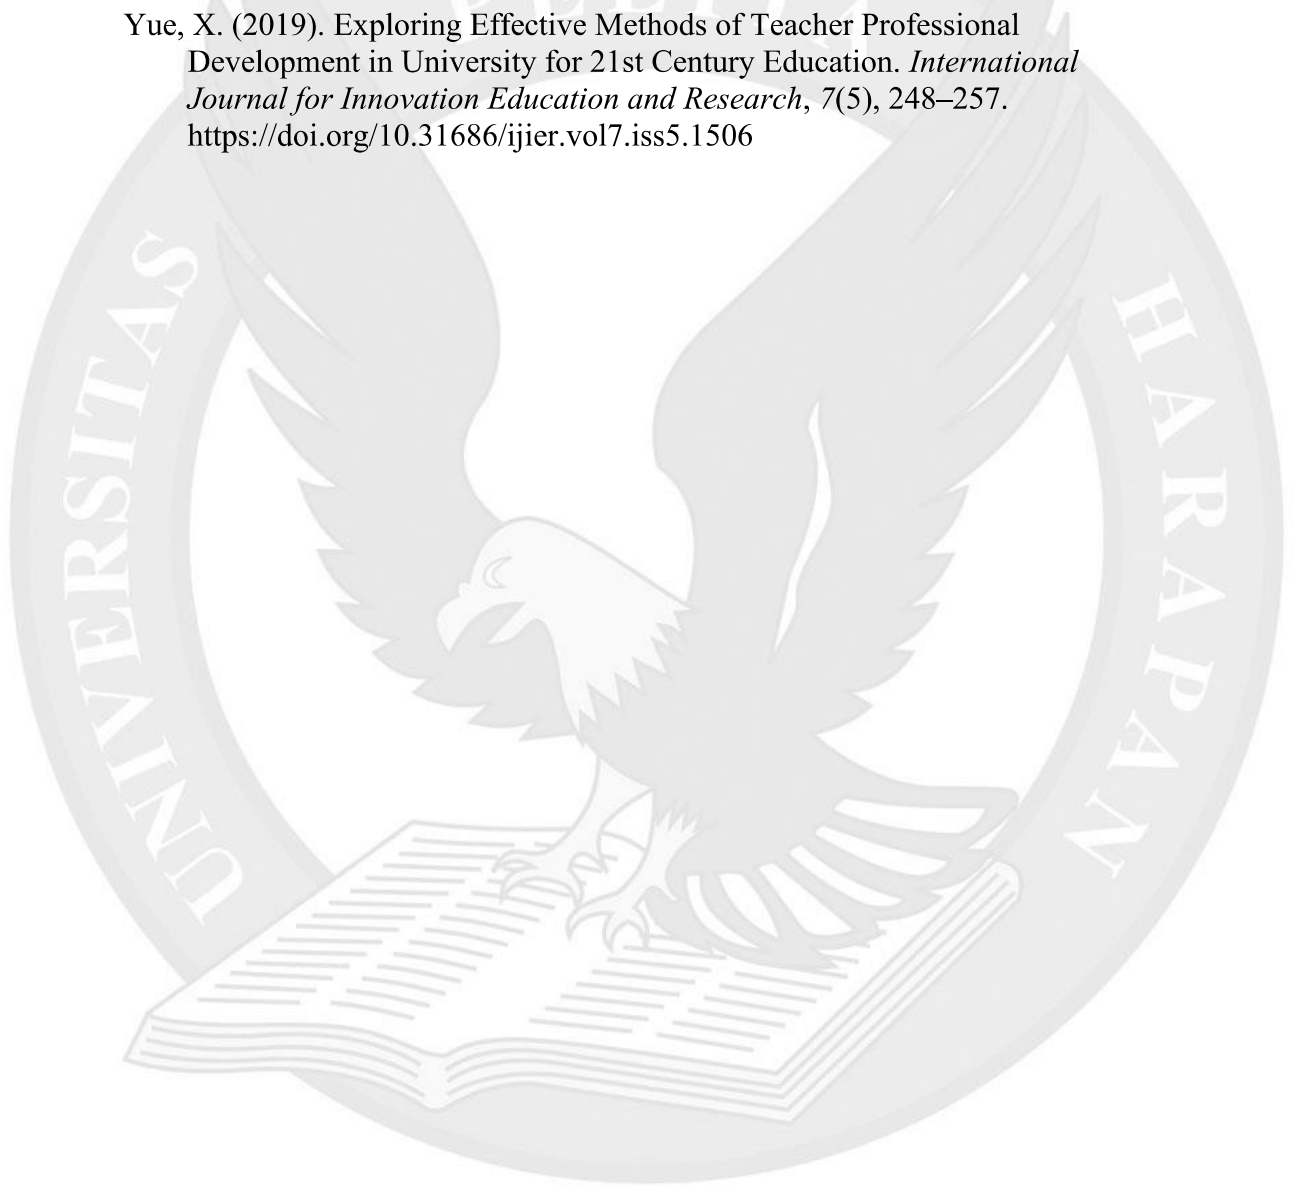 Yue, X. (2019). Exploring Effective Methods of Teacher Professional
Development in University for 21st Century Education. International
Journal for Innovation Education and Research, 7(5), 248–257.
https://doi.org/10.31686/ijier.vol7.iss5.1506
UNIVERSITAS
HARAPAN